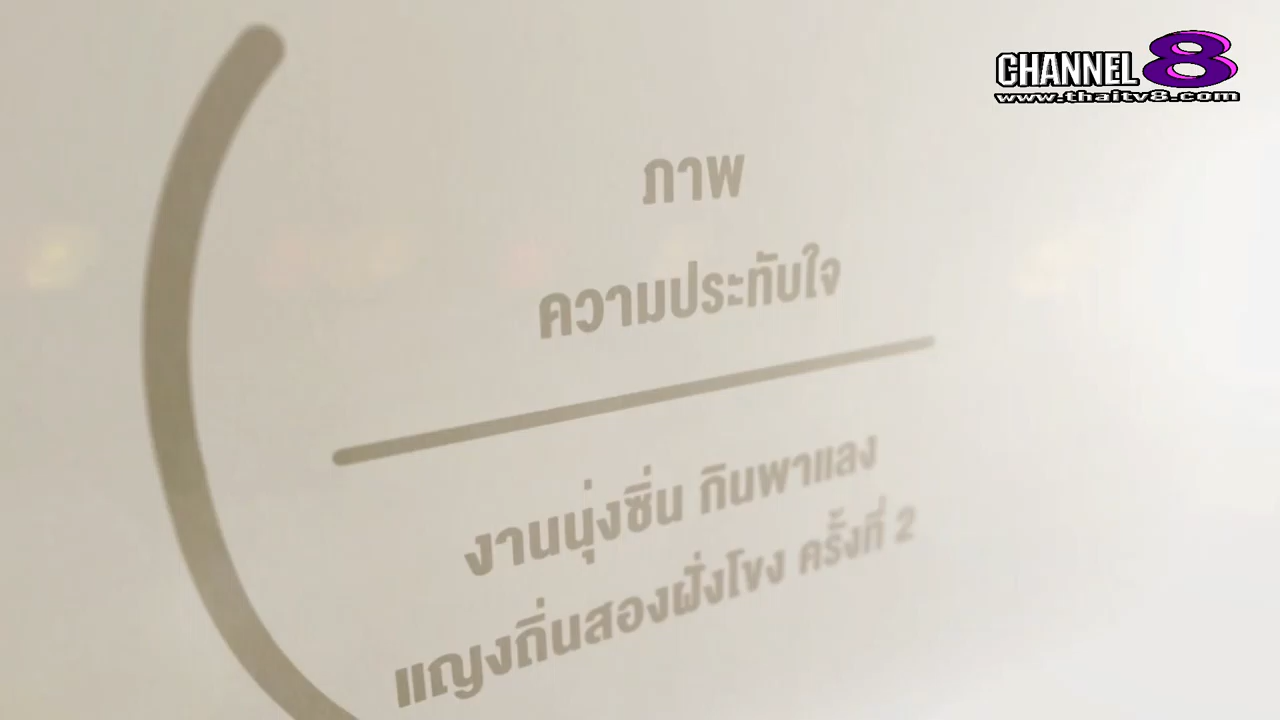 CHANNEL 8
www.thaitv8.com
ภาพ
ความประทับใจ
งานนุ่งซิ่น กินพาแลง
แญงถิ่นสองฝั่งโขง ครั้งที่ 2